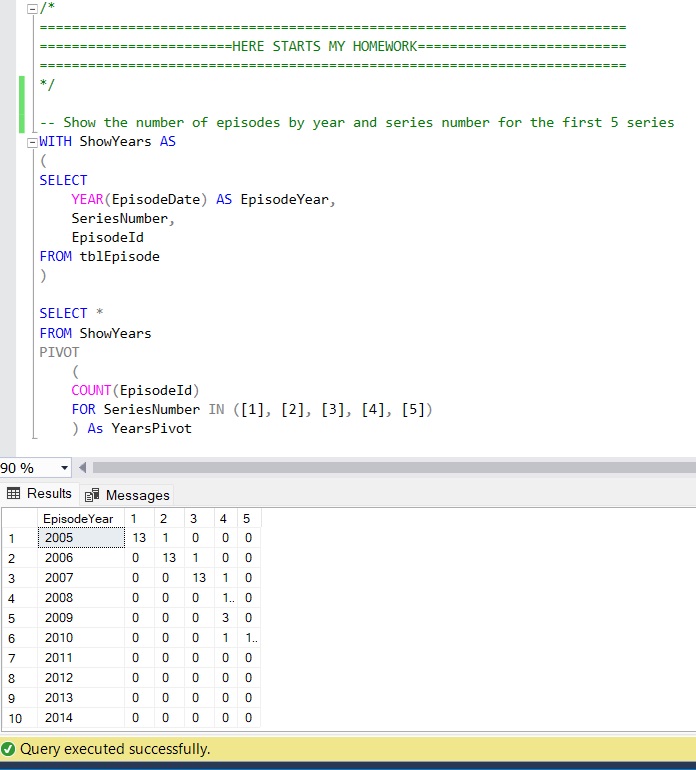 /*
=========================================================================
========================HERE STARTS MY HOMEWORK==========================
=========================================================================
*/
-- Show the number of episodes by year and series number for the first 5 series
WITH ShowYears AS
(
SELECT
YEAR(EpisodeDate) AS EpisodeYear,
SeriesNumber,
EpisodeId
FROM tblEpisode
)
SELECT *
FROM ShowYears
PIVOT
(
COUNT(EpisodeId)
FOR SeriesNumber IN ([1], [2], [3], [4], [5])
) As YearsPivot
90 %
Results Messages
EpisodeYear 1 2 3 4 5
1 2005 13 1 0 0 0
2 2006 0 13 1 0 0
3 2007 0 0 13 1 0
4 2008 0 0 0 1.. 0
5 2009 0 0 0 3 0
6 2010 0 0 0 1 1..
7 2011 0 0 0 0 0
8 2012 0 0 0 0 0
9 2013 0 0 0 0 0
10 2014 0 0 0 0 0
Query executed successfully.